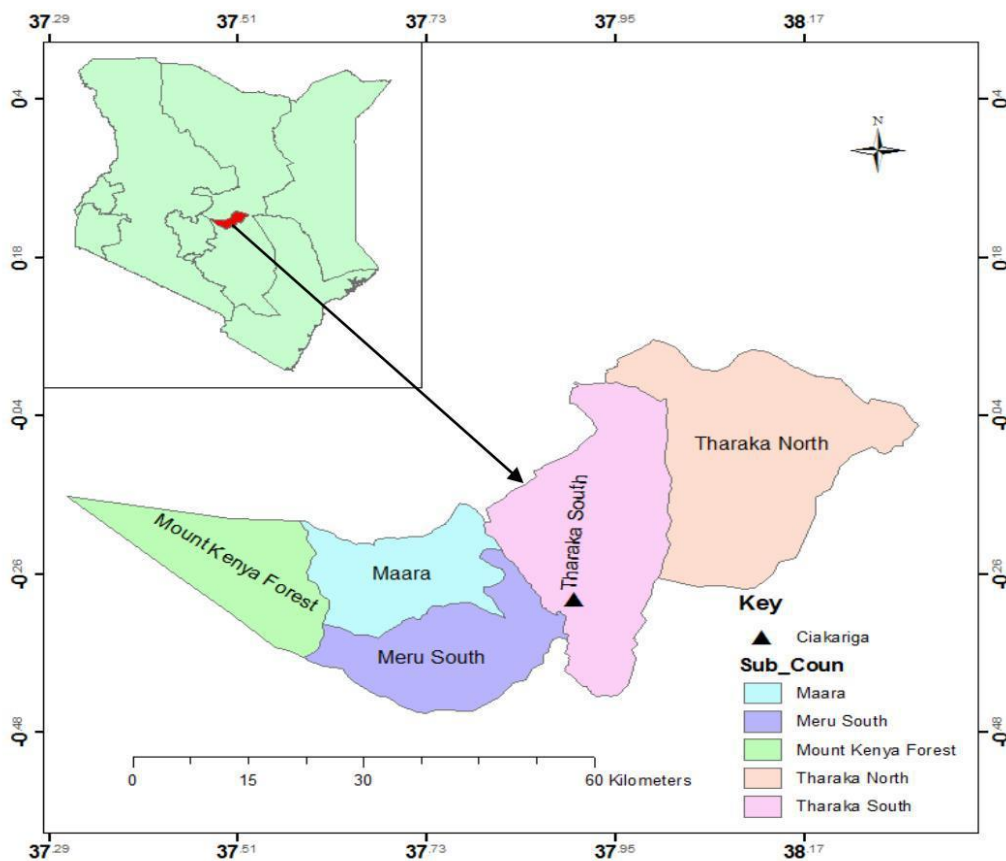 37.29 37.51 37.73 37.95 38.17
0.4
0.4
N
0.18
0.18
-0.04
-0.04
Tharaka North
Tharaka South
Mount Kenya Forest
Maara
-0.26
-0.26
Meru South
Key
Ciakariga
Sub_Coun
Maara
Meru South
Mount Kenya Forest
Tharaka North
Tharaka South
-0.48
-0.48
0 15 30 60 Kilometers
37.29 37.51 37.73 37.95 38.17